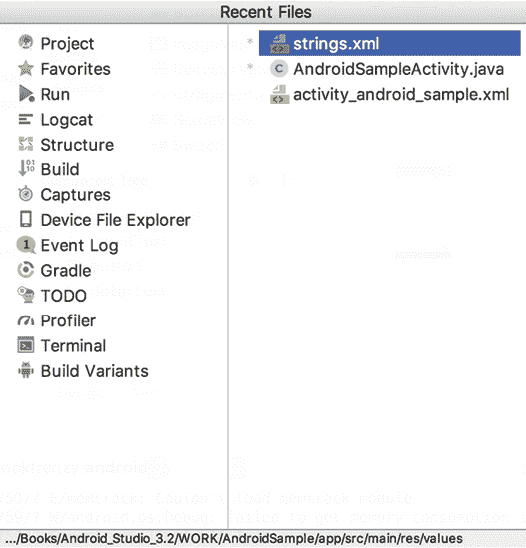 Recent Files
Project
Favorites
Run
Logcat
Structure
Build
Captures
Device File Explorer
1 Event Log
Gradle
TODO
Profiler
Terminal
Build Variants
* strings.xml
* C AndroidSampleActivity.java
activity_android_sample.xml
.../Books/Android_Studio_3.2/WORK/AndroidSample/app/src/main/res/values